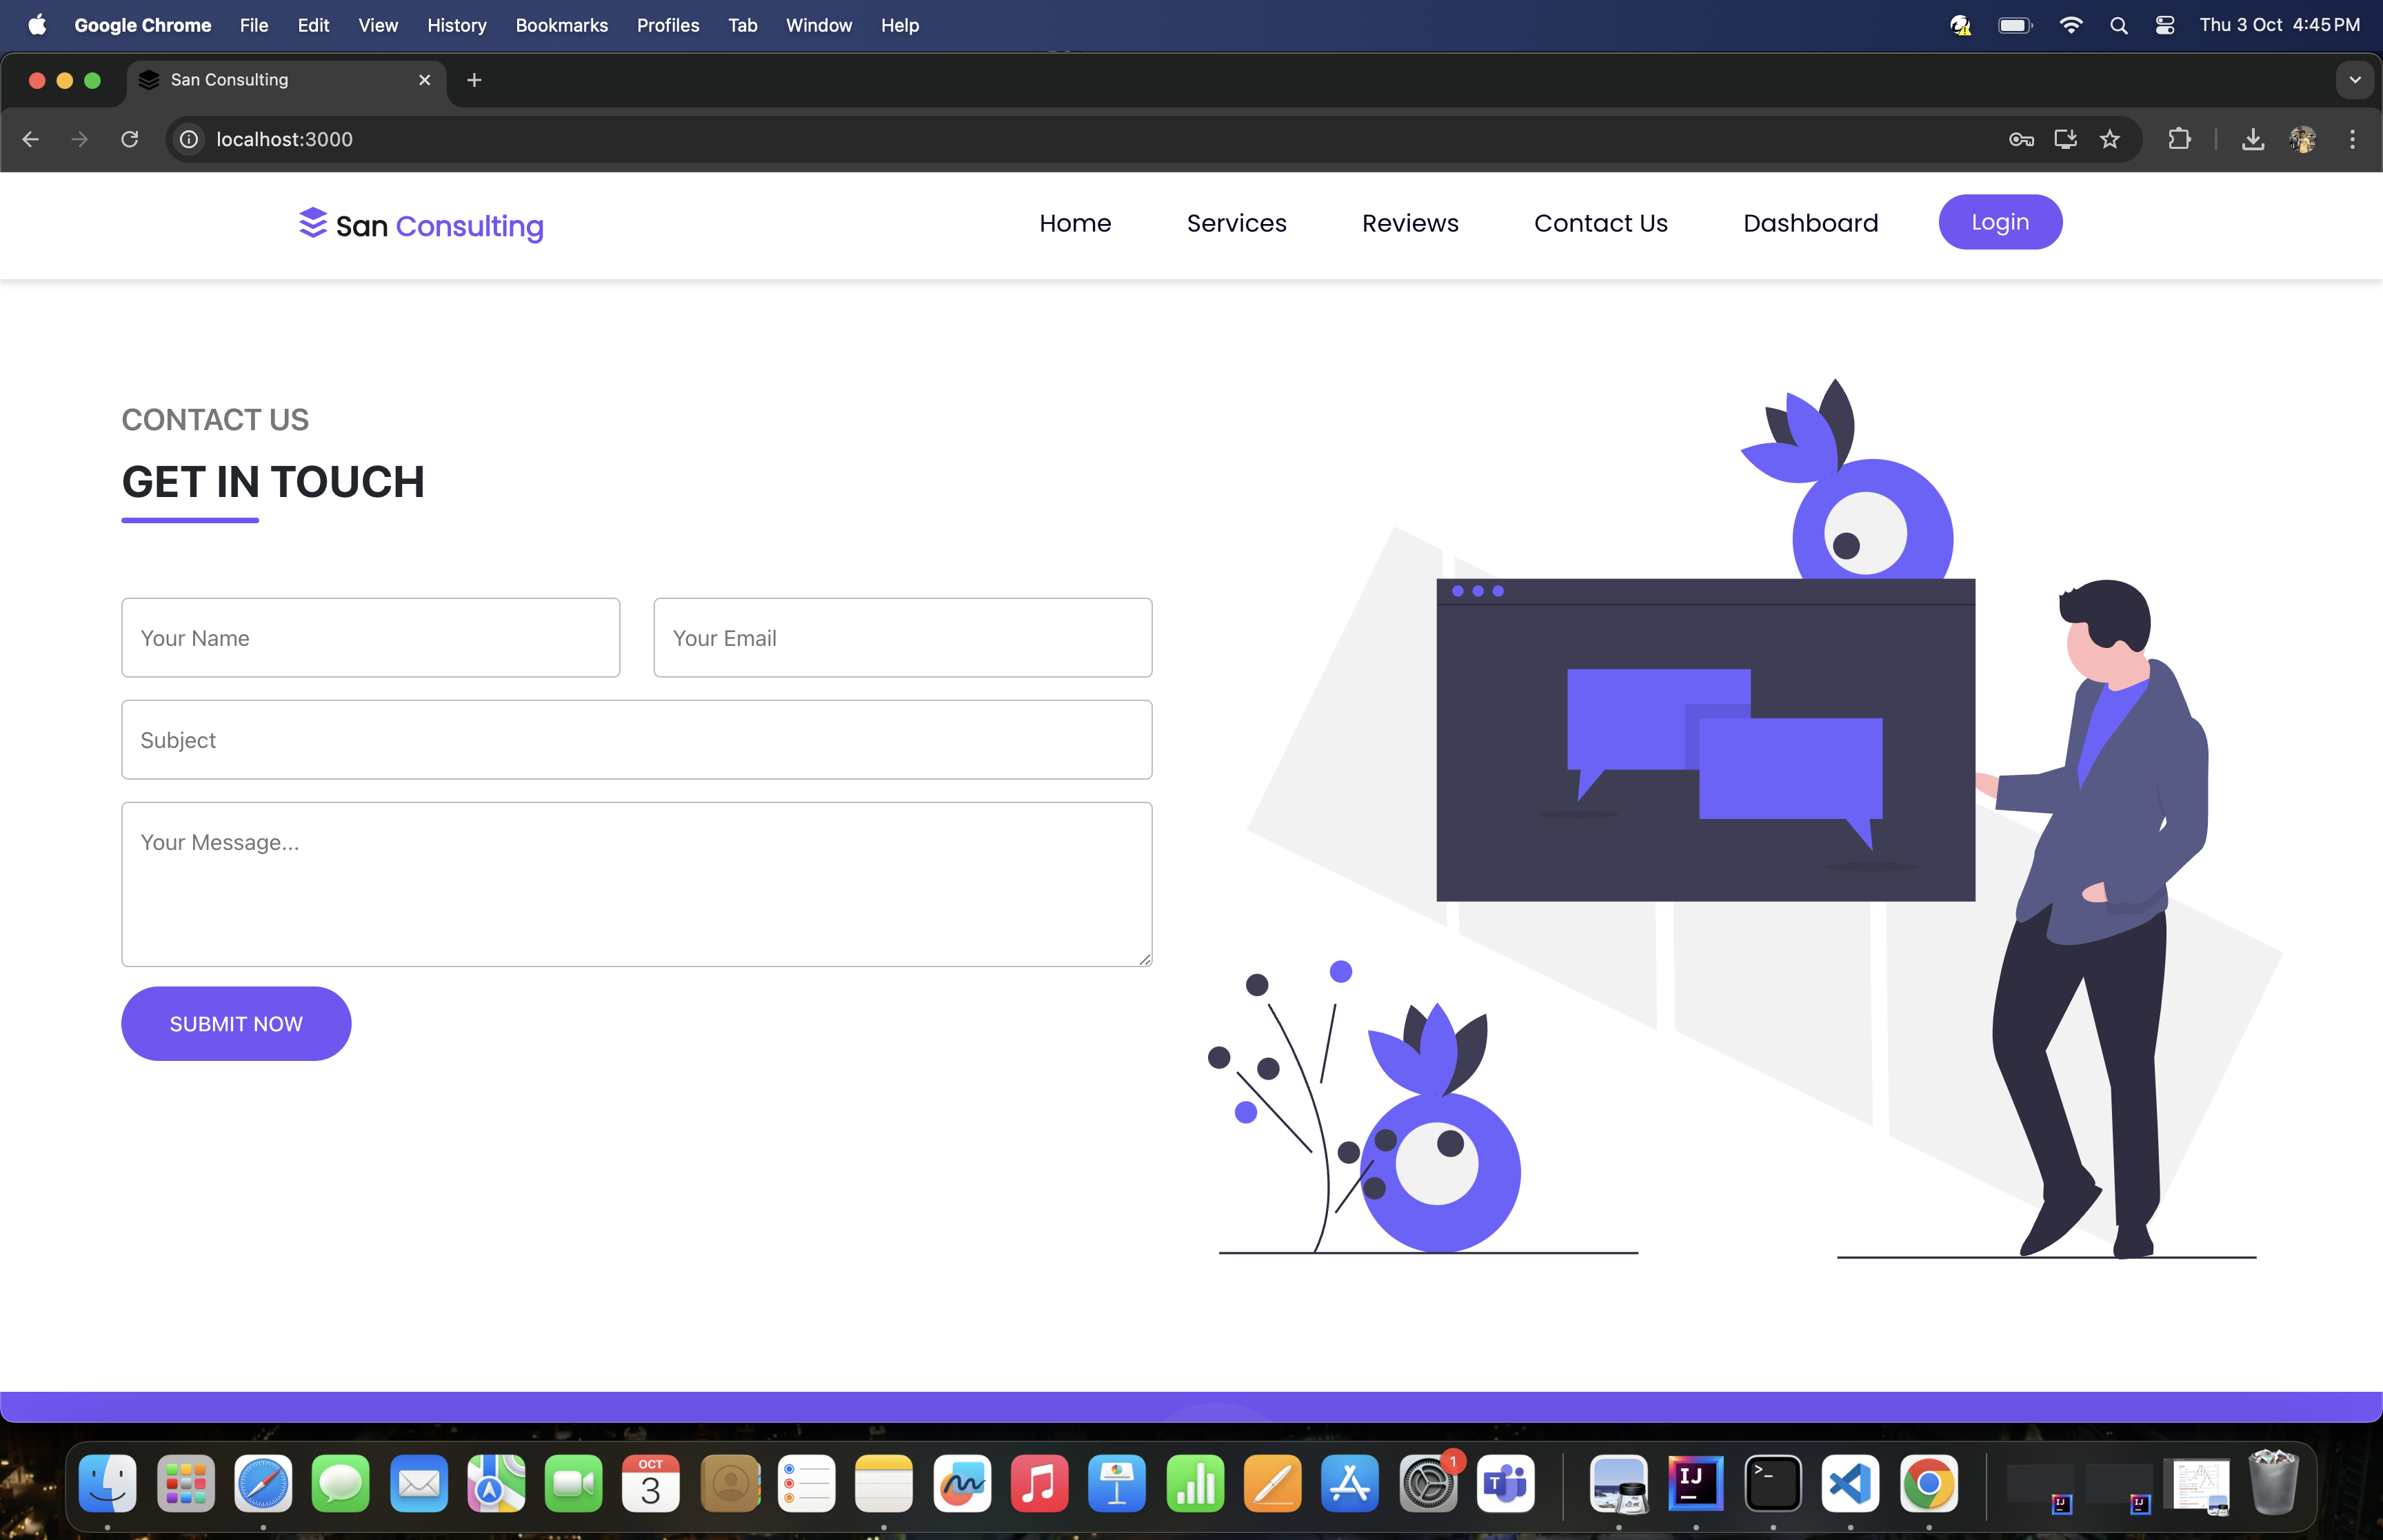 Google Chrome File Edit View History Bookmarks Profiles Tab Window Help Thu 3 Oct 4:45 PM
San Consulting
localhost:3000
San Consulting Home Services Reviews Contact Us Dashboard Login
CONTACT US
GET IN TOUCH
Your Name Your Email
Subject
Your Message...
SUBMIT NOW
OCT
3
1
T
IJ
>_
IJ
IJ